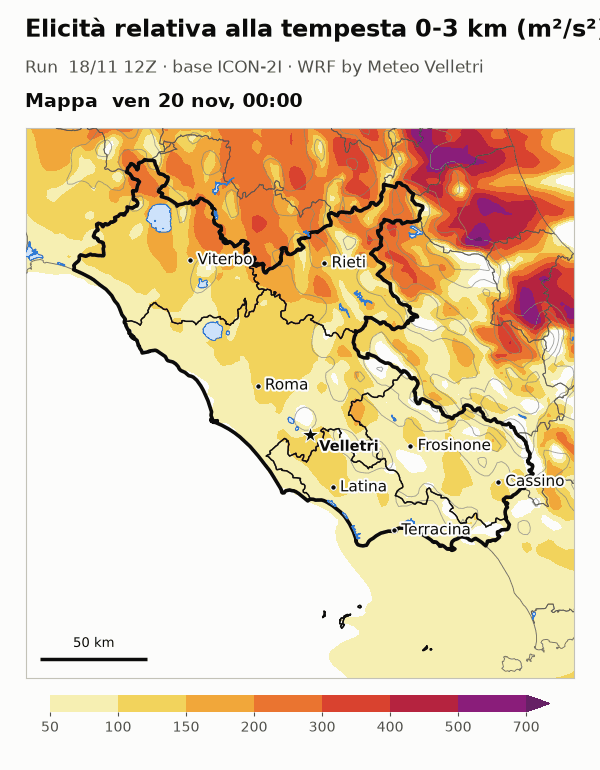 Elicità relativa alla tempesta 0-3 km (m²/s²)
Run 18/11 12Z · base ICON-2I · WRF by Meteo Velletri
Mappa ven 20 nov, 00:00
Viterbo
Rieti
Roma
Velletri
Frosinone
Latina
Cassino
Terracina
50 km
50 100 150 200 300 400 500 700